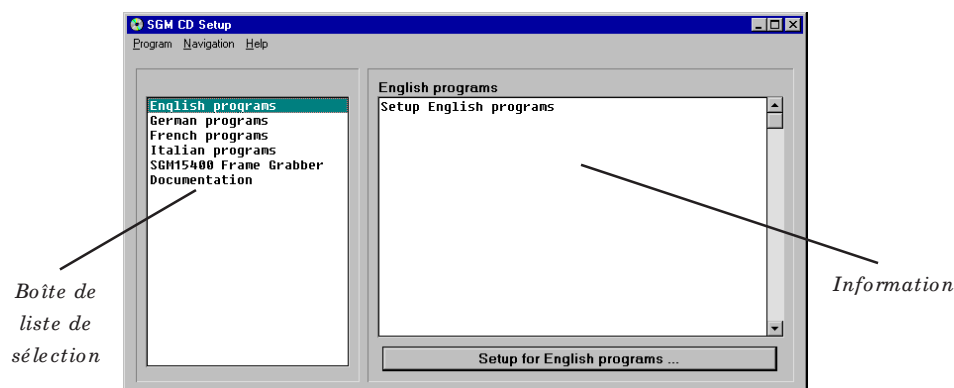 SGM CD Setup
Program Navigation Help
English programs
German programs
French programs
Italian programs
SGM15400 Frame Grabber
Documentation
English programs
Setup English programs
Setup for English programs ...
Boîte de
liste de
sélection
Information